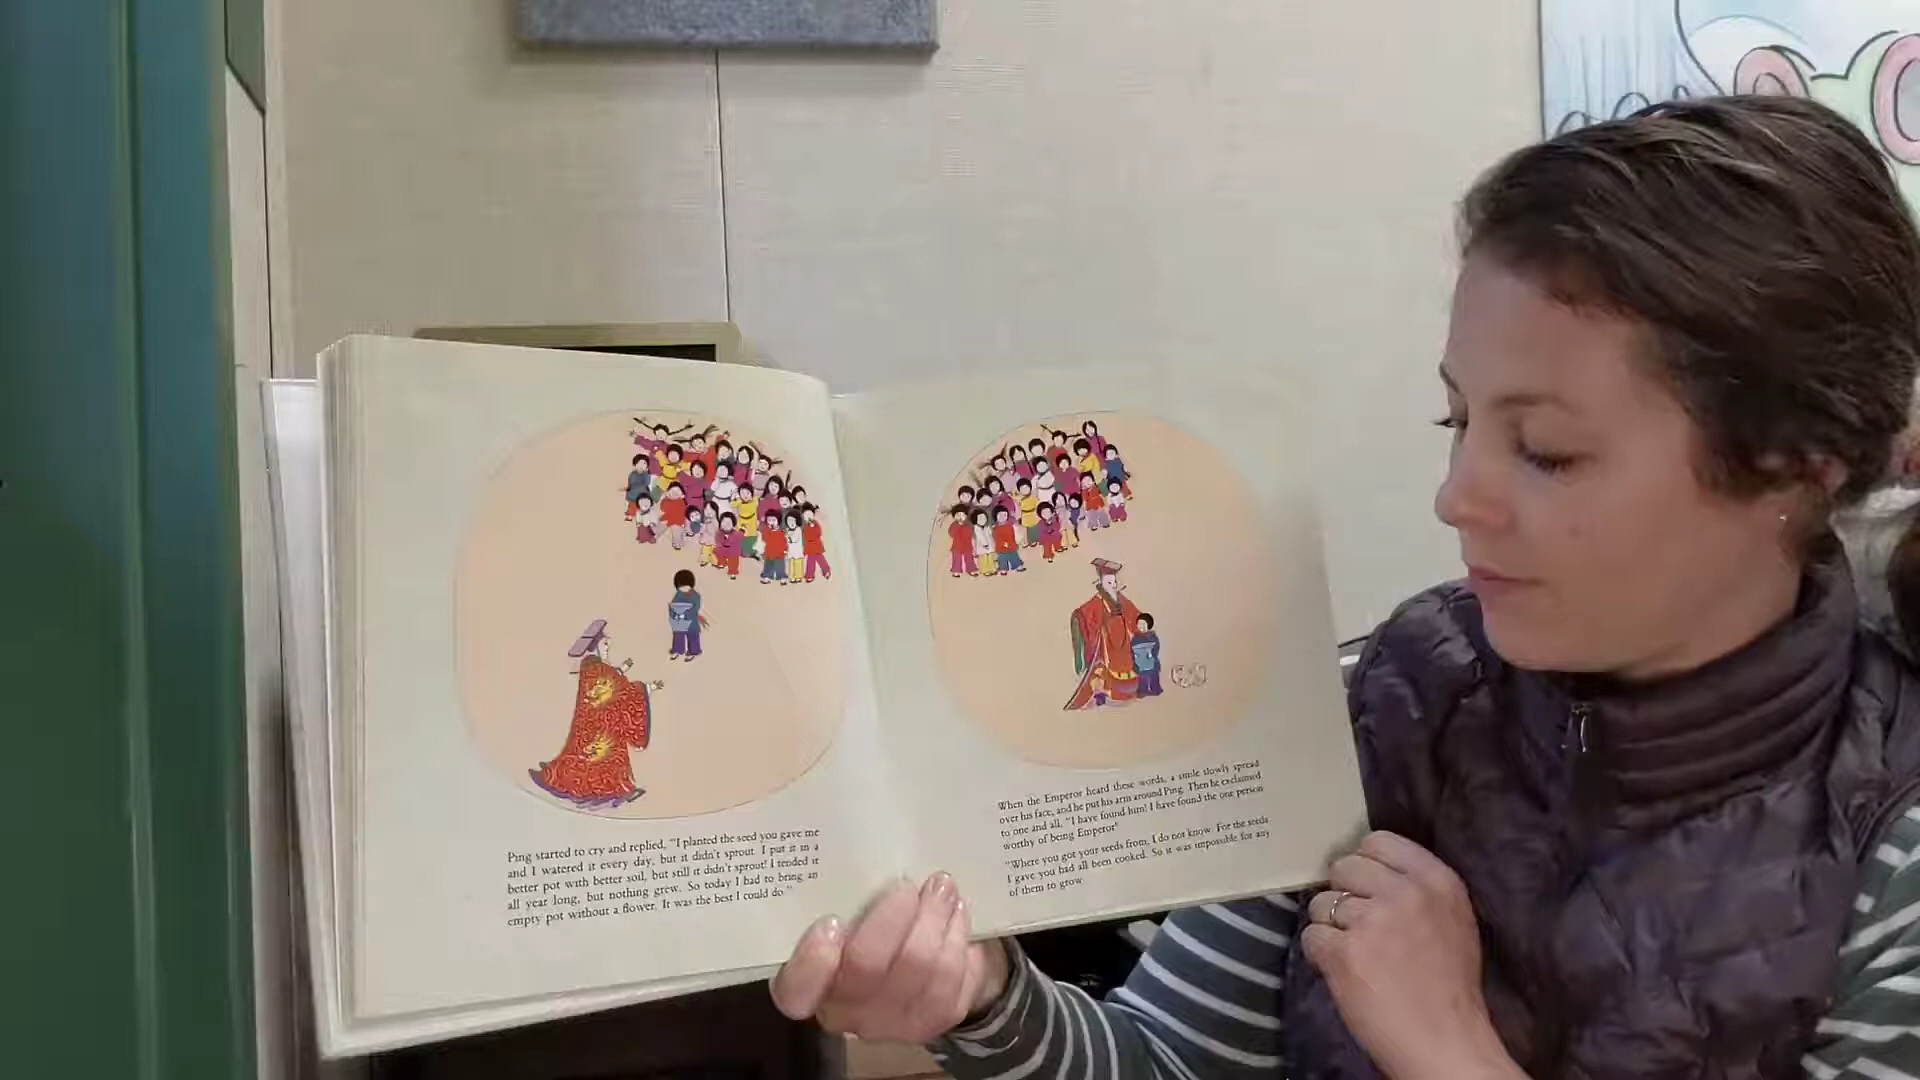 Ping started to cry and replied, "I planted the seed you gave me
and I watered it every day, but it didn't sprout. I put it in a
better pot with better soil, but still it didn't sprout! I tended it
all year long, but nothing grew. So today I had to bring an
empty pot without a flower. It was the best I could do."
When the Emperor heard these words, a smile slowly spread
over his face, and he put his arm around Ping. Then he exclaimed
to one and all, "I have found him! I have found the one person
worthy of being Emperor!
"Where you got your seeds from, I do not know. For the seeds
I gave you had all been cooked. So it was impossible for any
of them to grow.